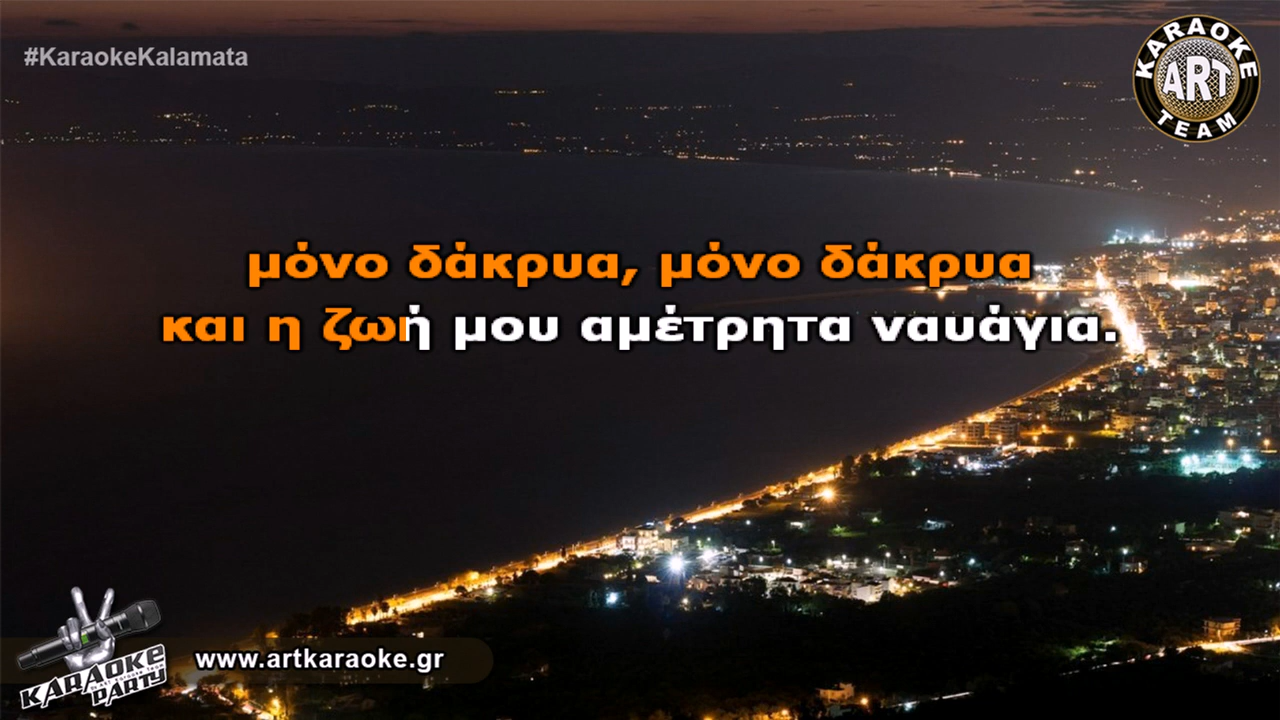 #KaraokeKalamata
KARAOKE
ART
TEAM
μόνο δάκρυα, μόνο δάκρυα
και η ζωή μου αμέτρητα ναυάγια.
KARAOKE
PARTY
www.artkaraoke.gr